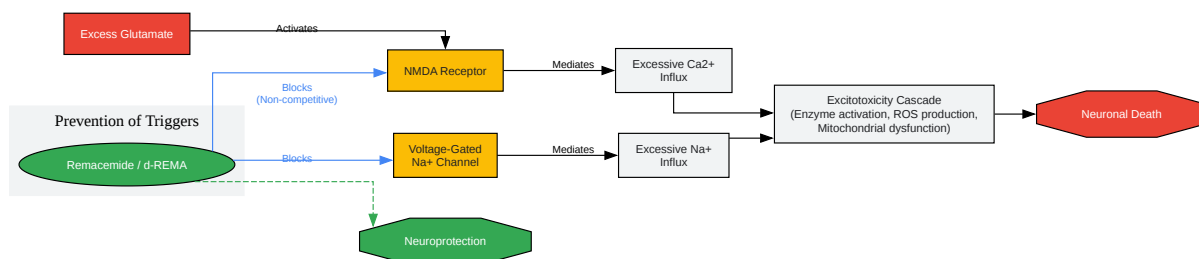 Excess Glutamate
Activates
NMDA Receptor
Mediates
Excessive Ca2+
Influx
Blocks
(Non-competitive)
Excitotoxicity Cascade
(Enzyme activation, ROS production,
Mitochondrial dysfunction)
Neuronal Death
Prevention of Triggers
Remacemide / d-REMA
Blocks
Voltage-Gated
Na+ Channel
Mediates
Excessive Na+
Influx
Neuroprotection